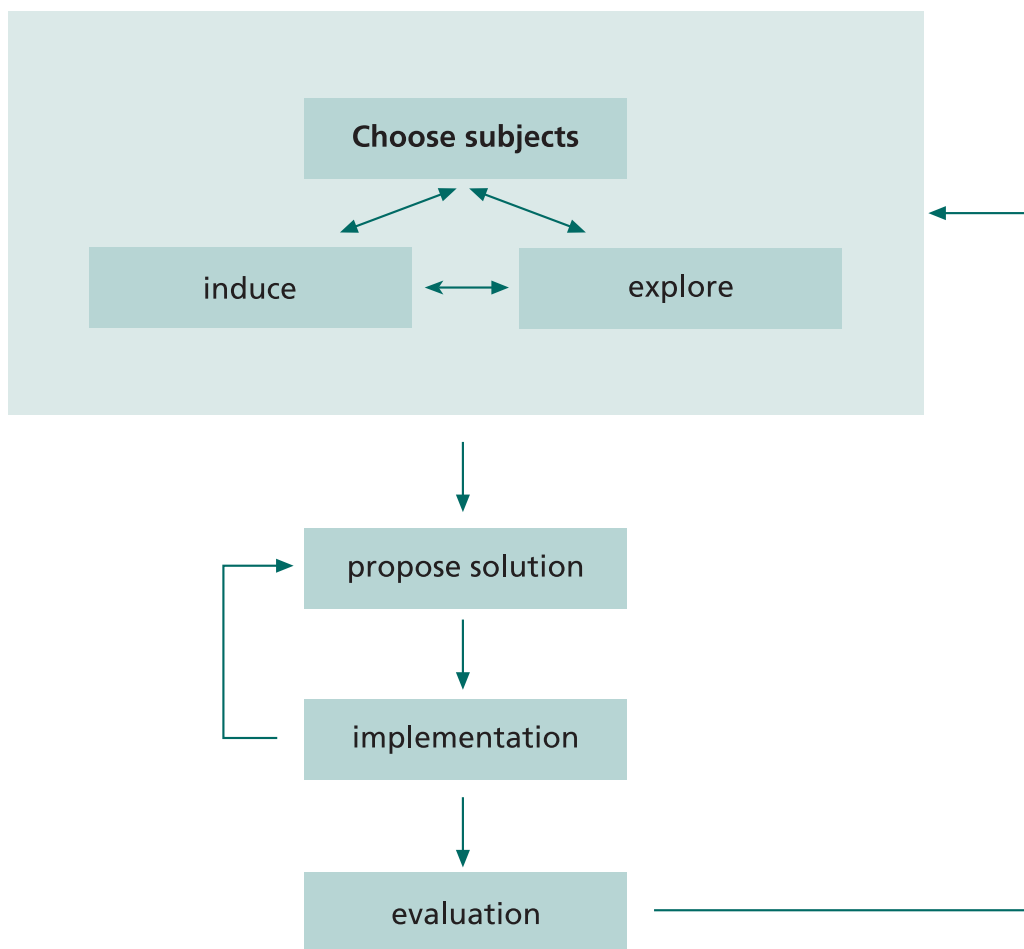 Choose subjects
induce
explore
propose solution
implementation
evaluation